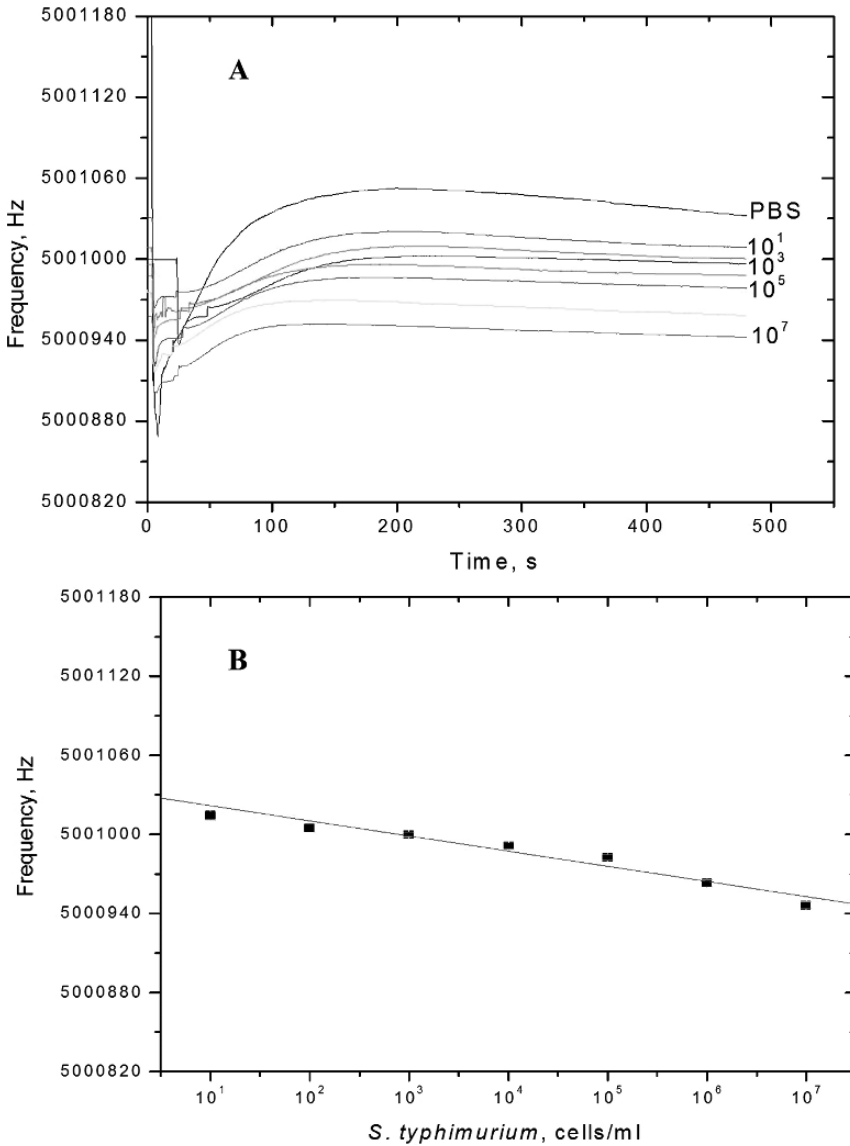 5001180
A
5001120
5001060
5001000
5000940
5000880
5000820
Frequency, Hz
PBS
10¹
10³
10⁵
10⁷
0 100 200 300 400 500
Time, s
5001180
B
5001120
5001060
5001000
5000940
5000880
5000820
Frequency, Hz
10¹ 10² 10³ 10⁴ 10⁵ 10⁶ 10⁷
S. typhimurium, cells/ml